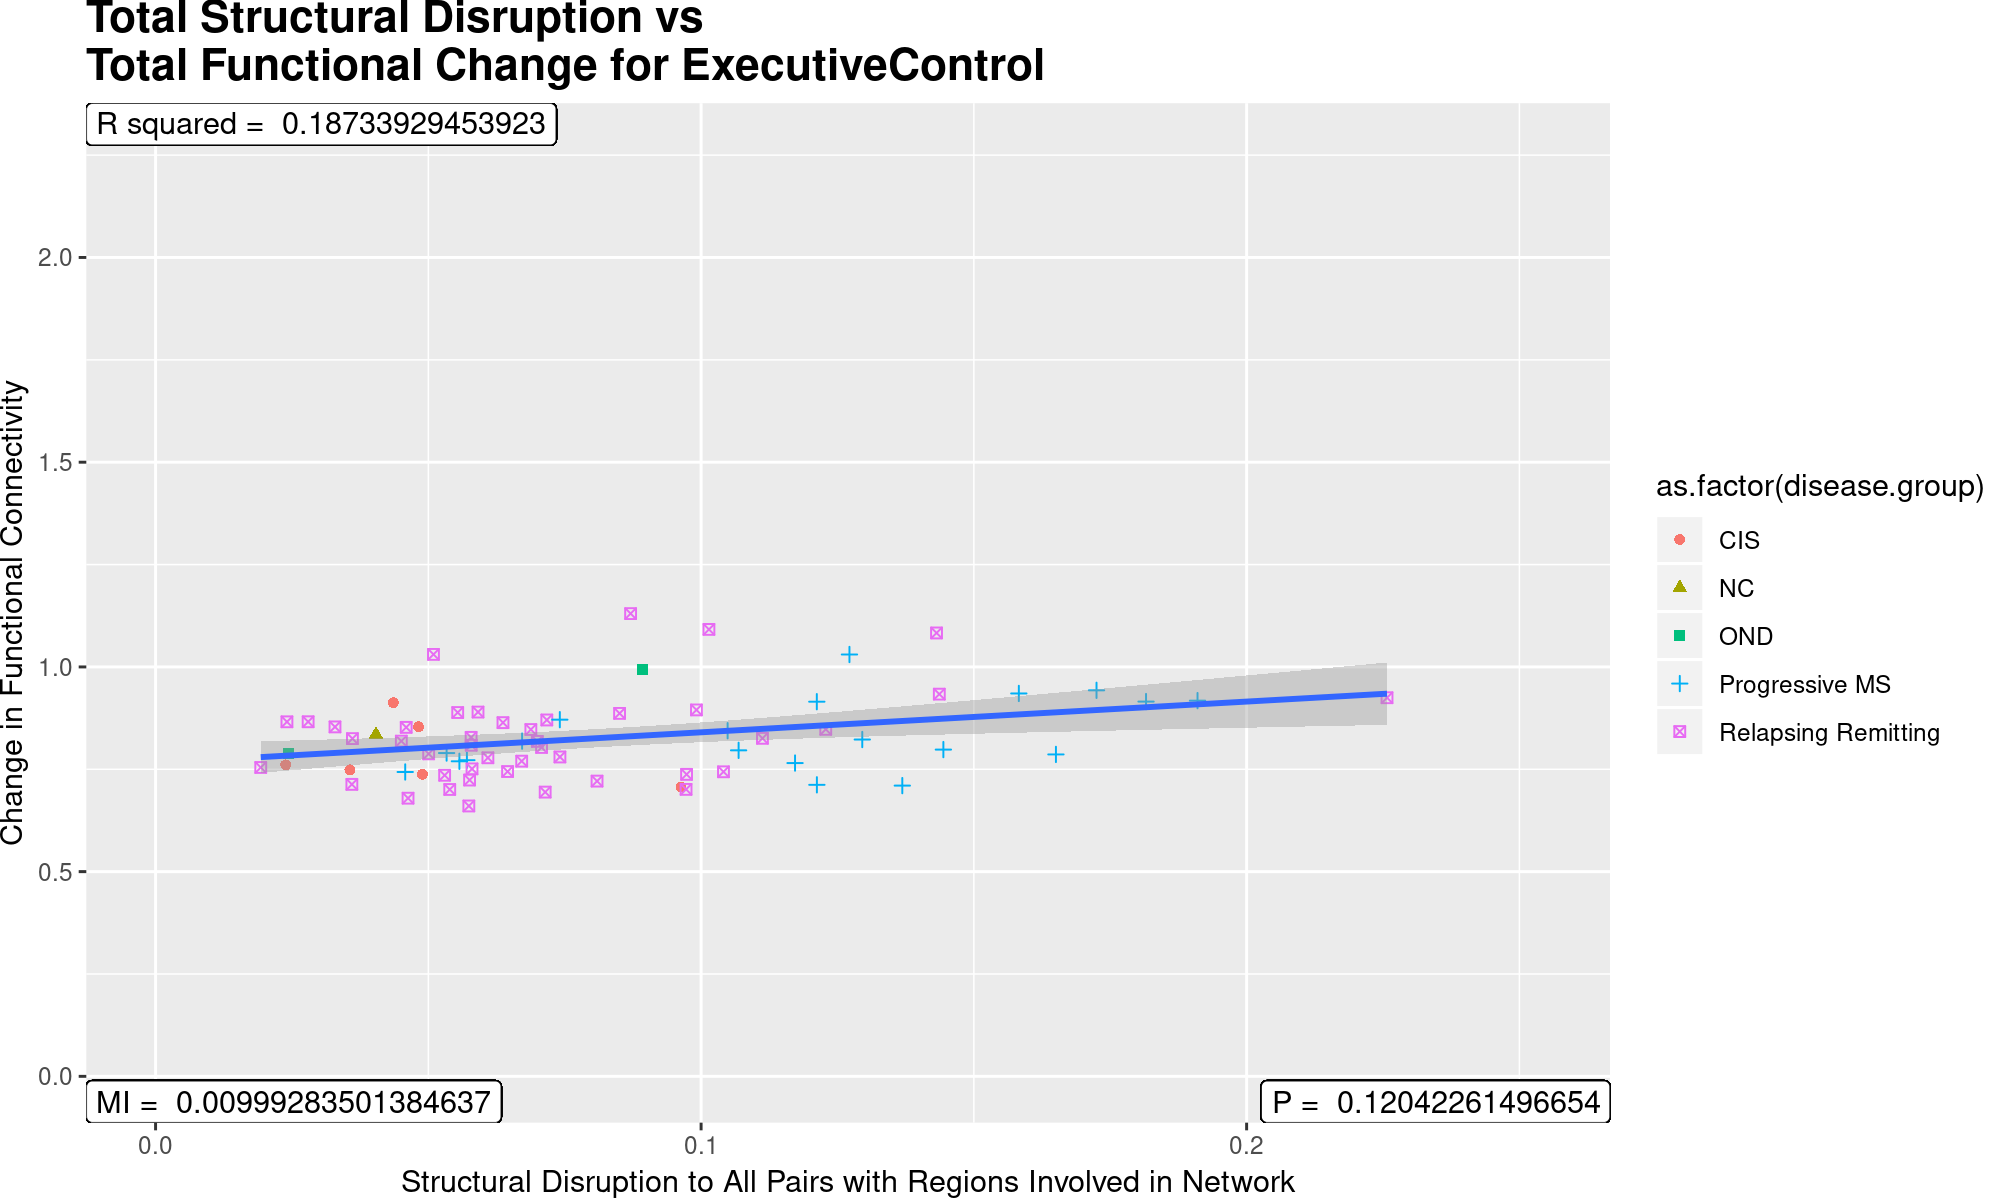 Total Structural Disruption vs
Total Functional Change for ExecutiveControl
R squared =  0.18733929453923
2.0
1.5
1.0
0.5
0.0
Change in Functional Connectivity
MI =  0.00999283501384637
P =  0.12042261496654
0.0
0.1
0.2
Structural Disruption to All Pairs with Regions Involved in Network
as.factor(disease.group)
CIS
NC
OND
Progressive MS
Relapsing Remitting